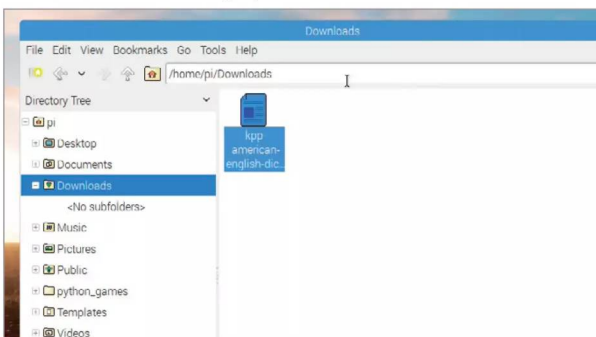 Downloads
File Edit View Bookmarks Go Tools Help
/home/pi/Downloads
Directory Tree
pi
Desktop
Documents
Downloads
<No subfolders>
Music
Pictures
Public
python_games
Templates
Videos
kpp-
american-
english-dic...